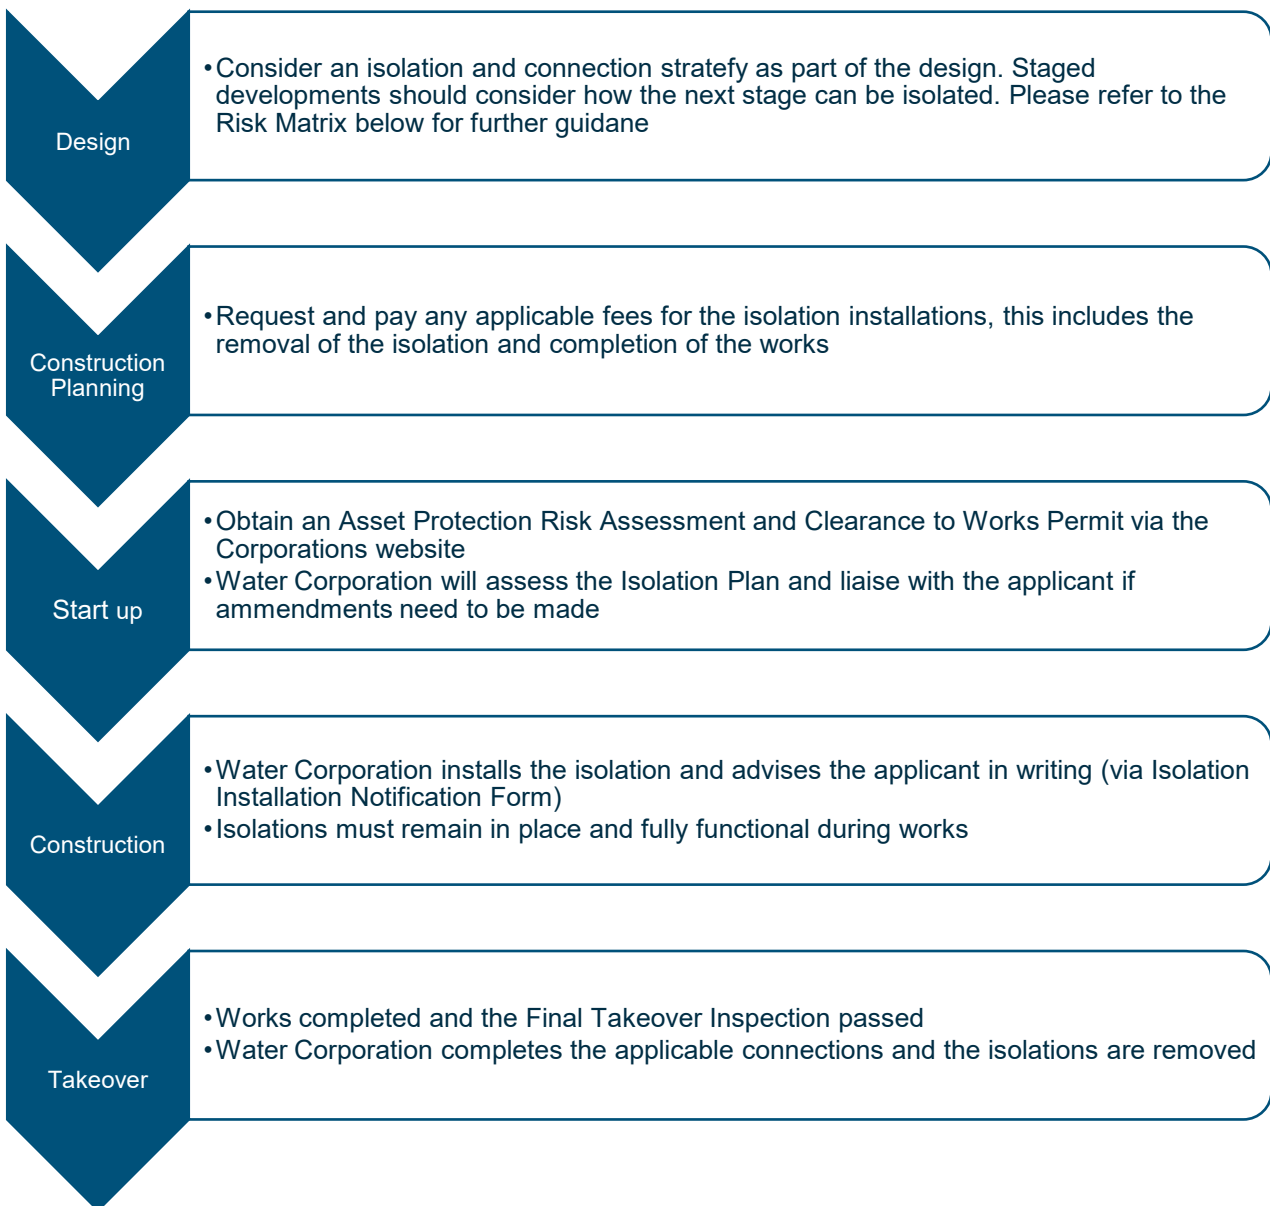 Design
•Consider an isolation and connection stratefy as part of the design. Staged
developments should consider how the next stage can be isolated. Please refer to the
Risk Matrix below for further guidane
Construction
Planning
•Request and pay any applicable fees for the isolation installations, this includes the
removal of the isolation and completion of the works
Start up
•Obtain an Asset Protection Risk Assessment and Clearance to Works Permit via the
Corporations website
•Water Corporation will assess the Isolation Plan and liaise with the applicant if
ammendments need to be made
Construction
•Water Corporation installs the isolation and advises the applicant in writing (via Isolation
Installation Notification Form)
•Isolations must remain in place and fully functional during works
Takeover
•Works completed and the Final Takeover Inspection passed
•Water Corporation completes the applicable connections and the isolations are removed